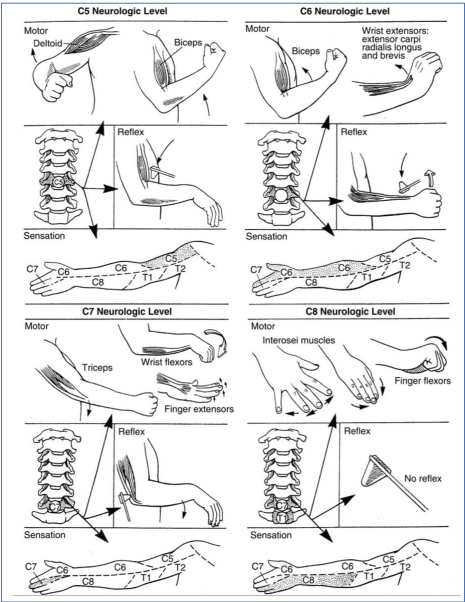 C5 Neurologic Level
Motor
Deltoid
Biceps
Reflex
C5
Sensation
C7
C6
C8
C6
T1
C5
T2
C6 Neurologic Level
Motor
Biceps
Wrist extensors:
extensor carpi
radialis longus
and brevis
Reflex
Sensation
C7
C6
C8
C6
T1
C5
T2
C7 Neurologic Level
Motor
Triceps
Wrist flexors
Finger extensors
Reflex
C7
Sensation
C7
C6
C8
C6
T1
C5
T2
C8 Neurologic Level
Motor
Interosei muscles
Finger flexors
Reflex
No reflex
T1
Sensation
C7
C6
C8
C6
T1
C5
T2